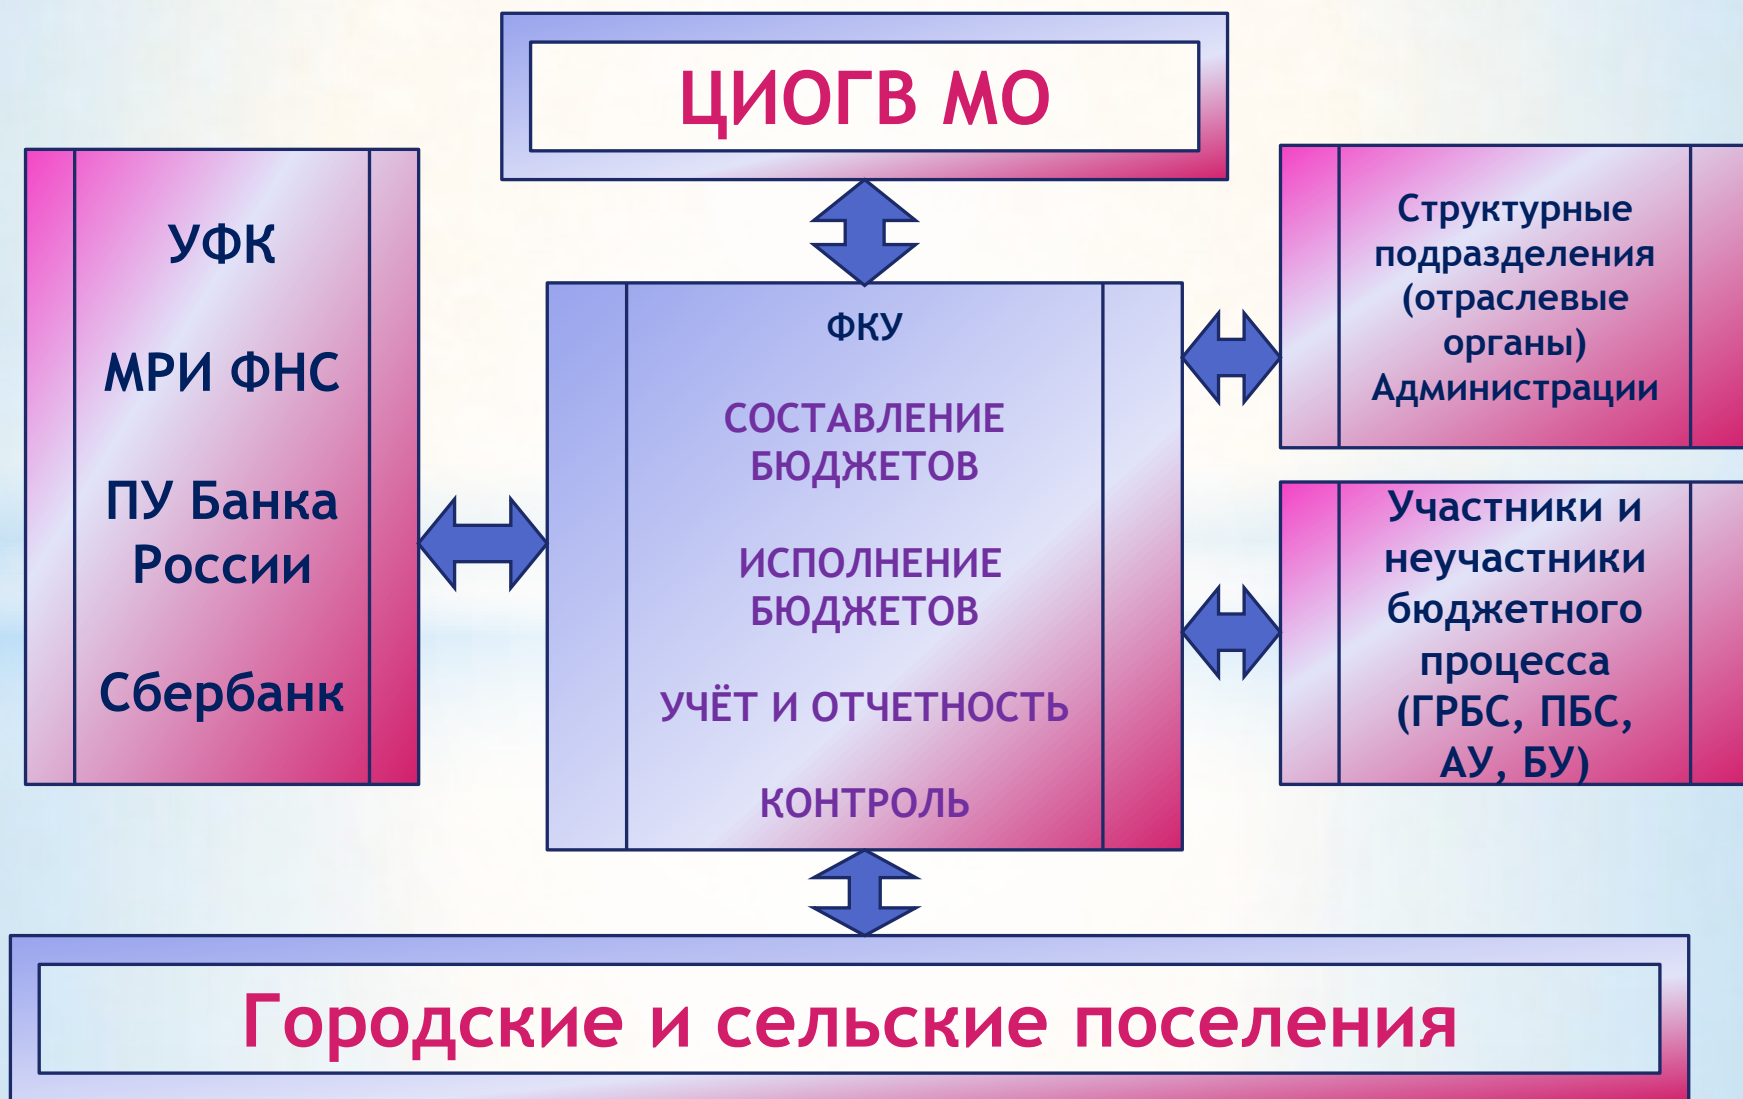 ЦИОГВ МО
УФК
МРИ ФНС
ПУ Банка
России
Сбербанк
ФКУ
СОСТАВЛЕНИЕ
БЮДЖЕТОВ
ИСПОЛНЕНИЕ
БЮДЖЕТОВ
УЧЁТ И ОТЧЕТНОСТЬ
КОНТРОЛЬ
Структурные
подразделения
(отраслевые
органы)
Администрации
Участники и
неучастники
бюджетного
процесса
(ГРБС, ПБС,
АУ, БУ)
Городские и сельские поселения